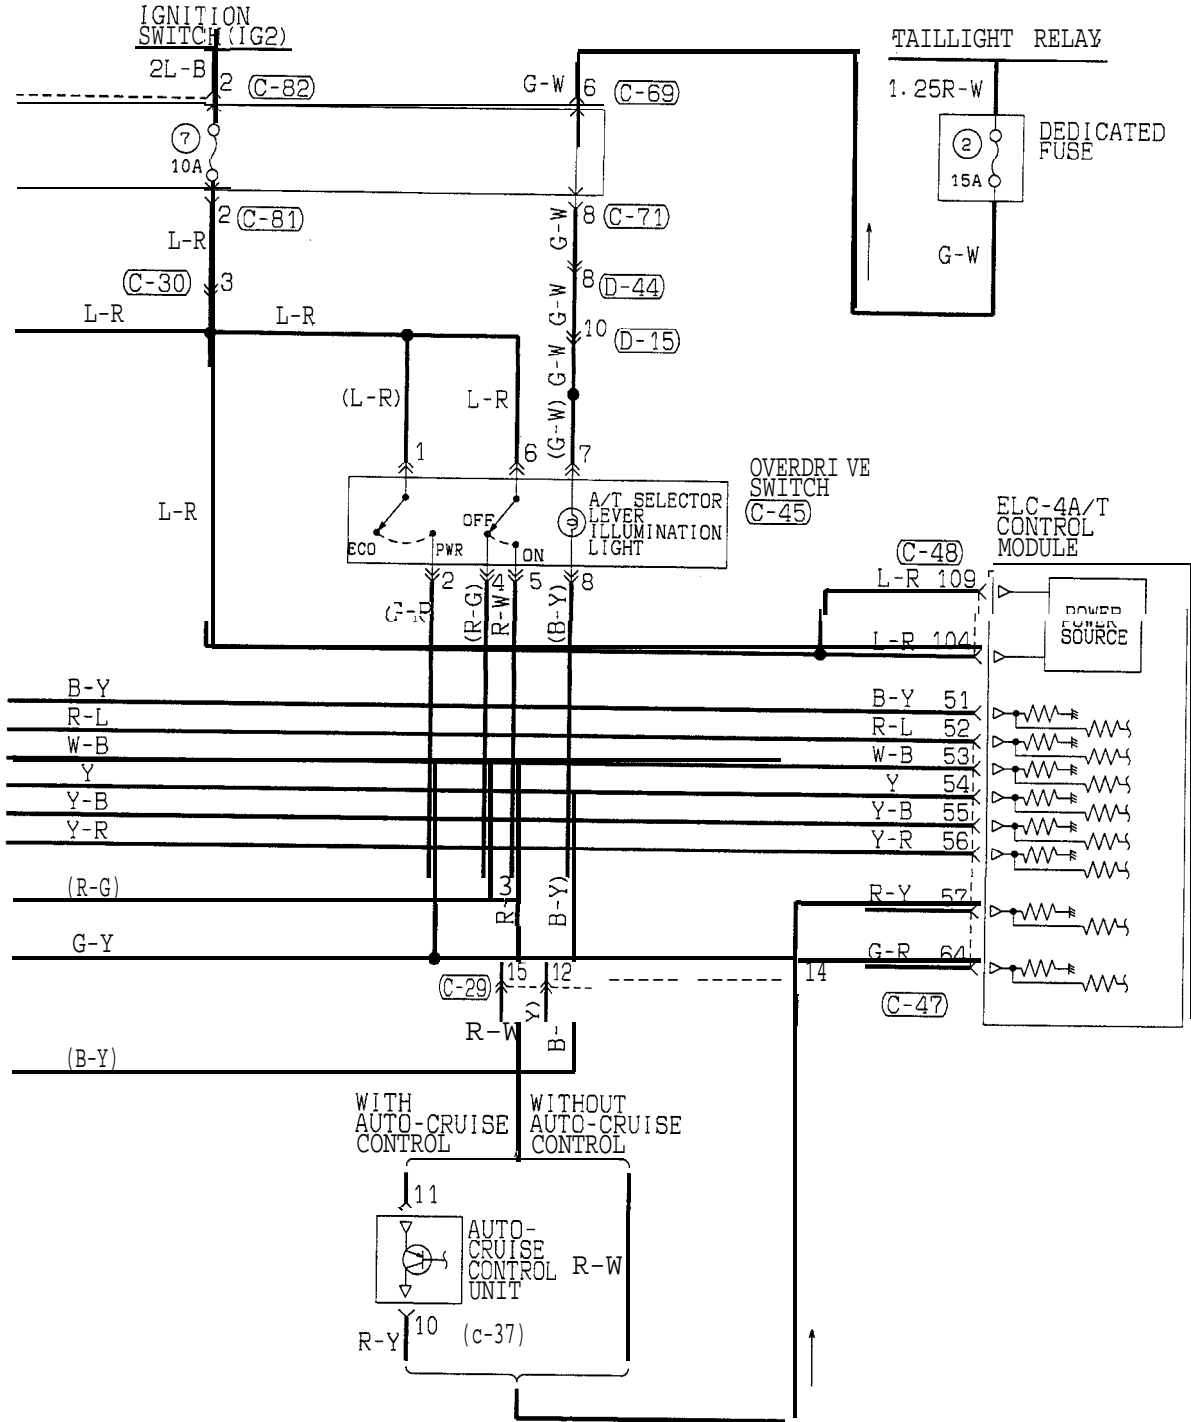 IGNITION
SWITCH (IG2)
2L-B
2
C-82
G-W
6
C-69
TAILLIGHT RELAY
1.25R-W
7
10A
2
15A
DEDICATED
FUSE
2
C-81
L-R
8
C-71
G-W
G-W
C-30
3
8
D-44
G-W
L-R
L-R
10
D-15
G-W
(L-R)
L-R
(G-W)
1
6
7
OVERDRIVE
SWITCH
C-45
L-R
A/T SELECTOR
LEVER
ILLUMINATION
LIGHT
OFF
ECO
PWR
ON
ELC-4A/T
CONTROL
MODULE
C-48
2
4
5
8
L-R 109
G-R
(R-G)
R-W
(B-Y)
POWER
SOURCE
L-R 104
B-Y
B-Y 51
R-L
R-L 52
W-B
W-B 53
Y
Y 54
Y-B
Y-B 55
Y-R
Y-R 56
(R-G)
3
R
B-Y)
R-Y 57
G-Y
G-R 64
15
12
14
C-29
C-47
R-W
B-
Y)
(B-Y)
WITH
AUTO-CRUISE
CONTROL
WITHOUT
AUTO-CRUISE
CONTROL
11
AUTO-
CRUISE
CONTROL
UNIT
R-W
10
(c-37)
R-Y